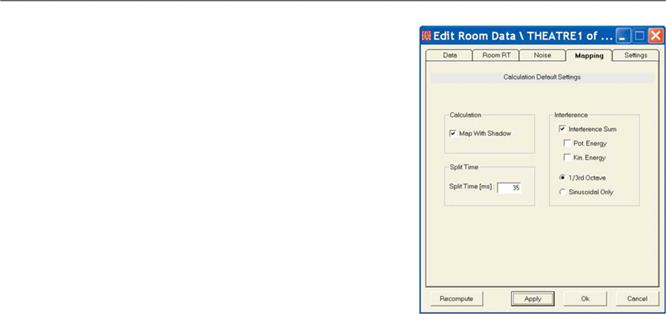 Edit Room Data \ THEATRE1 of ...
Data Room RT Noise Mapping Settings
Calculation Default Settings
Calculation
Map With Shadow
Split Time
Split Time [ms] : 35
Interference
Interference Sum
Pot. Energy
Kin. Energy
1/3rd Octave
Sinusoidal Only
Recompute Apply Ok Cancel